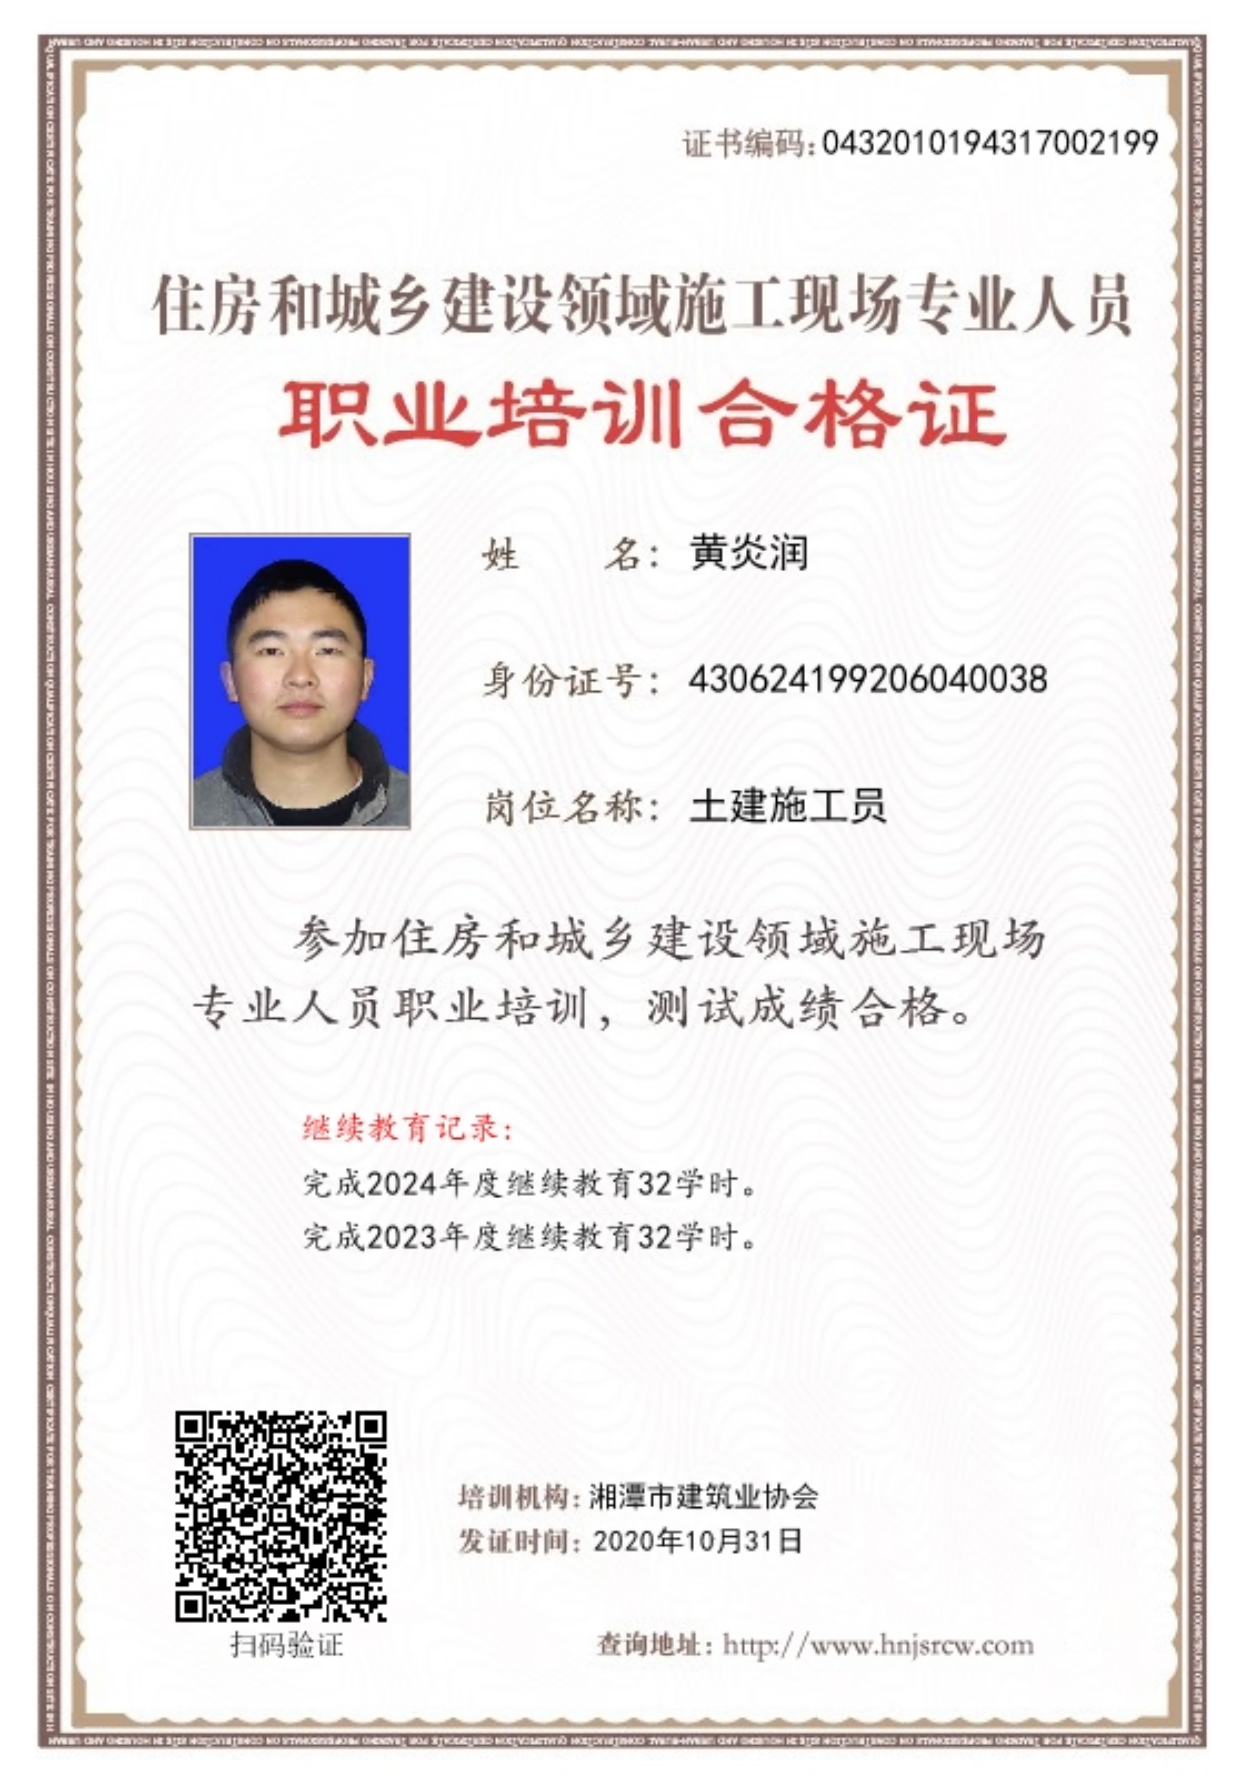 证书编码:0432010194317002199
住房和城乡建设领域施工现场专业人员
职业培训合格证
姓名: 黄炎润
身份证号: 430624199206040038
岗位名称: 土建施工员
参加住房和城乡建设领域施工现场
专业人员职业培训，测试成绩合格。
继续教育记录:
完成2024年度继续教育32学时。
完成2023年度继续教育32学时。
培训机构: 湘潭市建筑业协会
发证时间: 2020年10月31日
扫码验证
查询地址: http://www.hnjsrcw.com